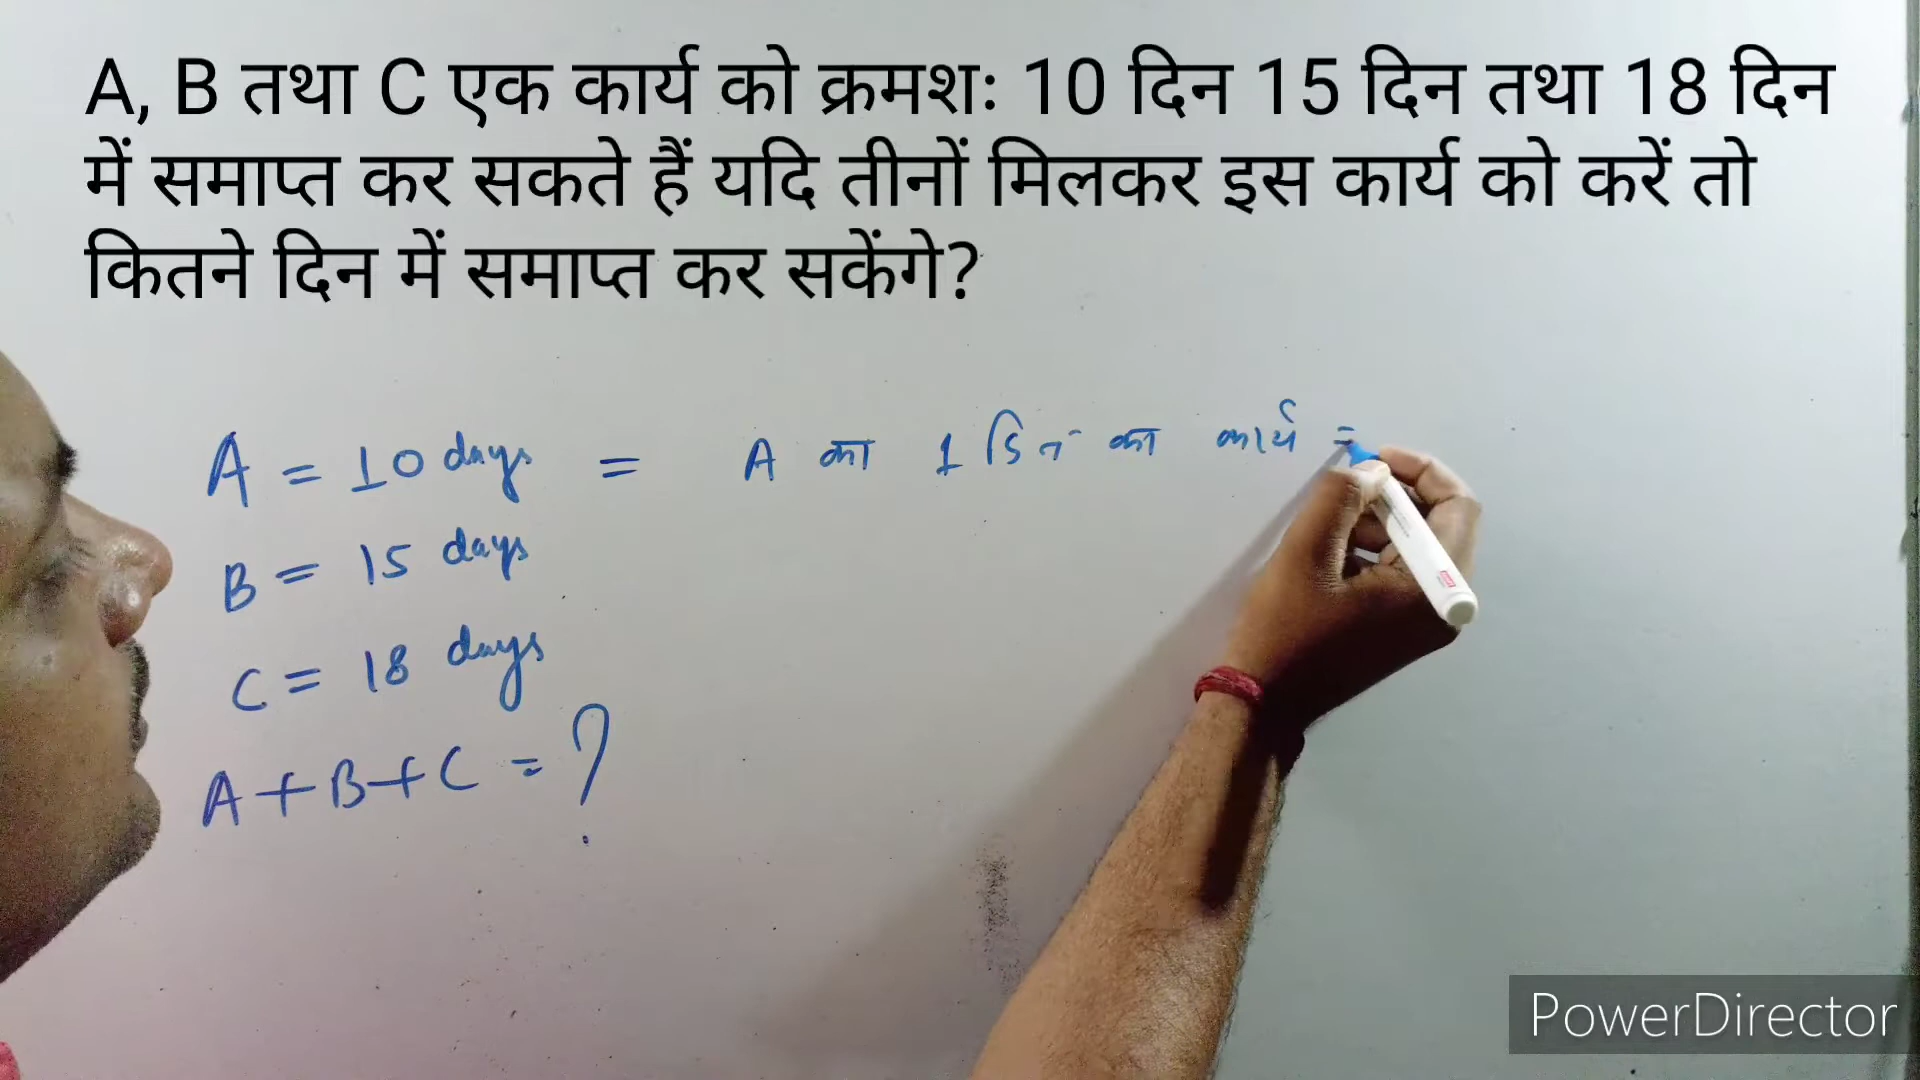 A, B तथा C एक कार्य को क्रमशः 10 दिन 15 दिन तथा 18 दिन
में समाप्त कर सकते हैं यदि तीनों मिलकर इस कार्य को करें तो
कितने दिन में समाप्त कर सकेंगे?
A = 10 days = A का 1 दिन का कार्य =
B = 15 days
C = 18 days
A+B+C = ?
PowerDirector